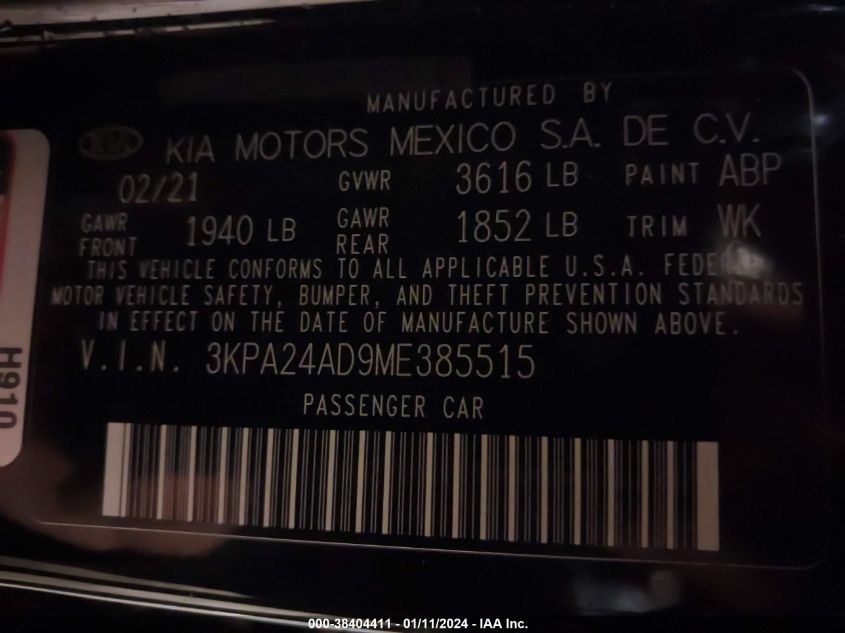 MANUFACTURED BY
KIA KIA MOTORS MEXICO S.A. DE C.V.
02/21 GVWR 3616 LB PAINT ABP
GAWR FRONT 1940 LB GAWR REAR 1852 LB TRIM WK
THIS VEHICLE CONFORMS TO ALL APPLICABLE U.S.A. FEDERAL
MOTOR VEHICLE SAFETY, BUMPER, AND THEFT PREVENTION STANDARDS
IN EFFECT ON THE DATE OF MANUFACTURE SHOWN ABOVE.
V.I.N. 3KPA24AD9ME385515
PASSENGER CAR
H910
000-38404411 - 01/11/2024 - IAA Inc.